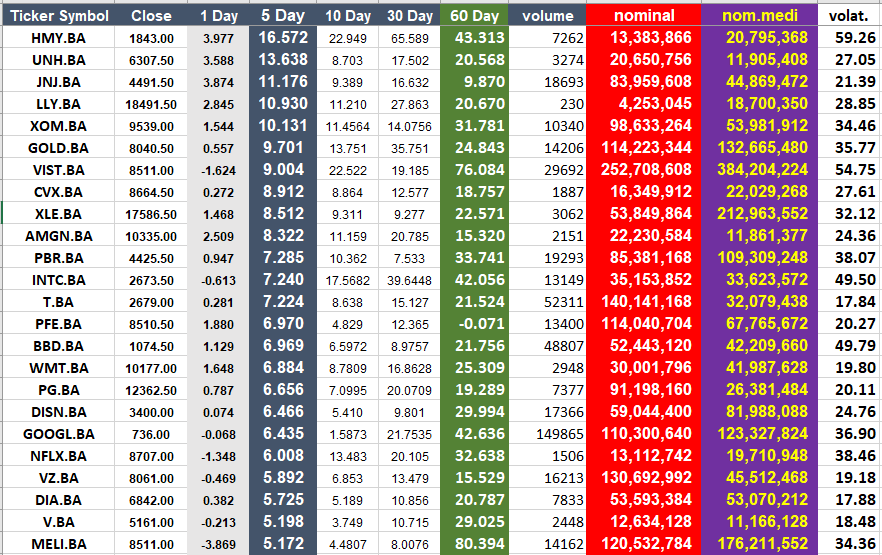 Ticker Symbol Close 1 Day 5 Day 10 Day 30 Day 60 Day volume nominal nom.medi volat.
HMY.BA 1843.00 3.977 16.572 22.949 65.589 43.313 7262 13,383,866 20,795,368 59.26
UNH.BA 6307.50 3.588 13.638 8.703 17.502 20.568 3274 20,650,756 11,905,408 27.05
JNJ.BA 4491.50 3.874 11.176 9.389 16.632 9.870 18693 83,959,608 44,869,472 21.39
LLY.BA 18491.50 2.845 10.930 11.210 27.863 20.670 230 4,253,045 18,700,350 28.85
XOM.BA 9539.00 1.544 10.131 11.4564 14.0756 31.781 10340 98,633,264 53,981,912 34.46
GOLD.BA 8040.50 0.557 9.701 13.751 35.751 24.843 14206 114,223,344 132,665,480 35.77
VIST.BA 8511.00 -1.624 9.004 22.522 19.185 76.084 29692 252,708,608 384,204,224 54.75
CVX.BA 8664.50 0.272 8.912 8.864 12.577 18.757 1887 16,349,912 22,029,268 27.61
XLE.BA 17586.50 1.468 8.512 9.311 9.277 22.571 3062 53,849,864 212,963,552 32.12
AMGN.BA 10335.00 2.509 8.322 11.159 20.785 15.320 2151 22,230,584 11,861,377 24.36
PBR.BA 4425.50 0.947 7.285 10.362 7.533 33.741 19293 85,381,168 109,309,248 38.07
INTC.BA 2673.50 -0.613 7.240 17.5682 39.6448 42.056 13149 35,153,852 33,623,572 49.50
T.BA 2679.00 0.281 7.224 8.638 15.127 21.524 52311 140,141,168 32,079,438 17.84
PFE.BA 8510.50 1.880 6.970 4.829 12.365 -0.071 13400 114,040,704 67,765,672 20.27
BBD.BA 1074.50 1.129 6.969 6.5972 8.9757 21.756 48807 52,443,120 42,209,660 49.79
WMT.BA 10177.00 1.648 6.884 8.7809 16.8628 25.309 2948 30,001,796 41,987,628 19.80
PG.BA 12362.50 0.787 6.656 7.0995 20.0709 19.289 7377 91,198,160 26,381,484 20.11
DISN.BA 3400.00 0.074 6.466 5.410 9.801 29.994 17366 59,044,400 81,988,088 24.76
GOOGL.BA 736.00 -0.068 6.435 1.5873 21.7535 42.636 149865 110,300,640 123,327,824 36.90
NFLX.BA 8707.00 -1.348 6.008 13.483 20.105 32.638 1506 13,112,742 19,710,948 38.46
VZ.BA 8061.00 -0.469 5.892 6.853 13.479 15.529 16213 130,692,992 45,512,468 19.18
DIA.BA 6842.00 0.382 5.725 5.189 10.856 20.787 7833 53,593,384 53,070,212 17.88
V.BA 5161.00 -0.213 5.198 3.749 10.715 29.025 2448 12,634,128 11,166,128 18.48
MELI.BA 8511.00 -3.869 5.172 4.4807 8.0076 80.394 14162 120,532,784 176,211,552 34.36